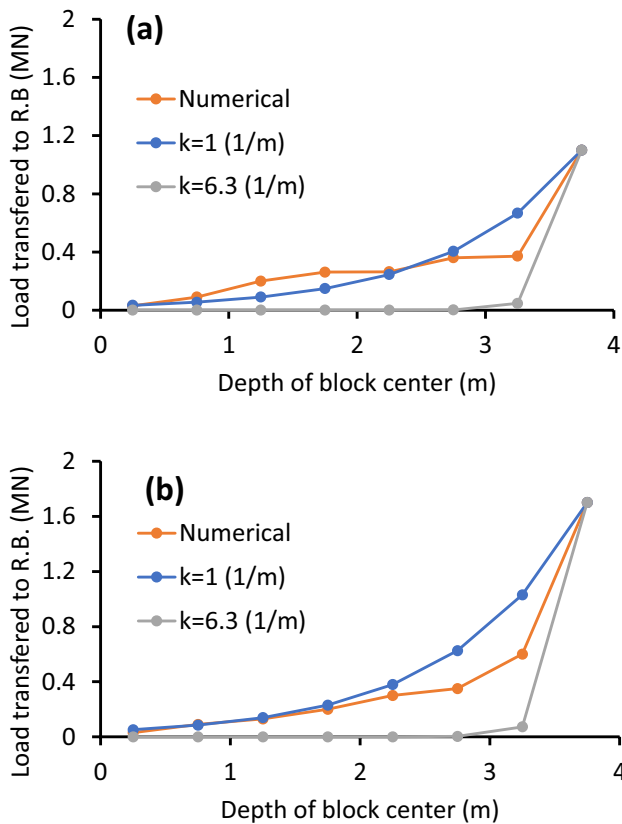 (a)
2
1.6
1.2
0.8
0.4
0
Load transfered to R.B (MN)
Numerical
k=1 (1/m)
k=6.3 (1/m)
0 1 2 3 4
Depth of block center (m)
(b)
2
1.6
1.2
0.8
0.4
0
Load transfered to R.B. (MN)
Numerical
k=1 (1/m)
k=6.3 (1/m)
0 1 2 3 4
Depth of block center (m)